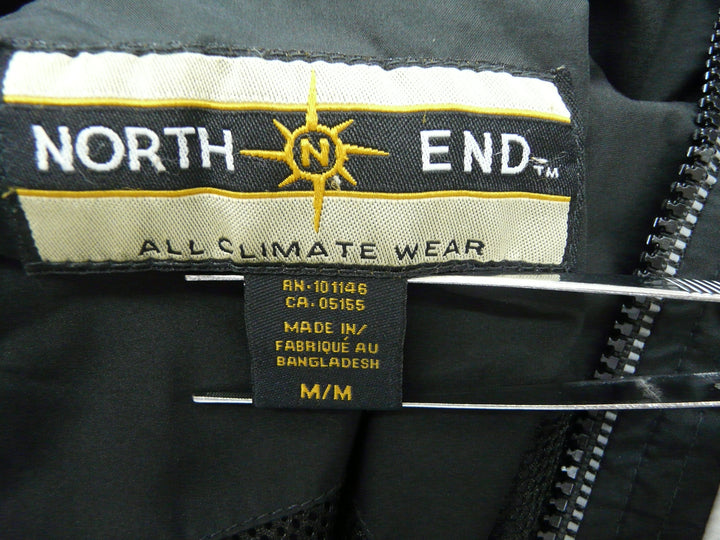 NORTH N END™
ALL CLIMATE WEAR
RN·101146
CA·05155
MADE IN/
FABRIQUÉ AU
BANGLADESH
M/M